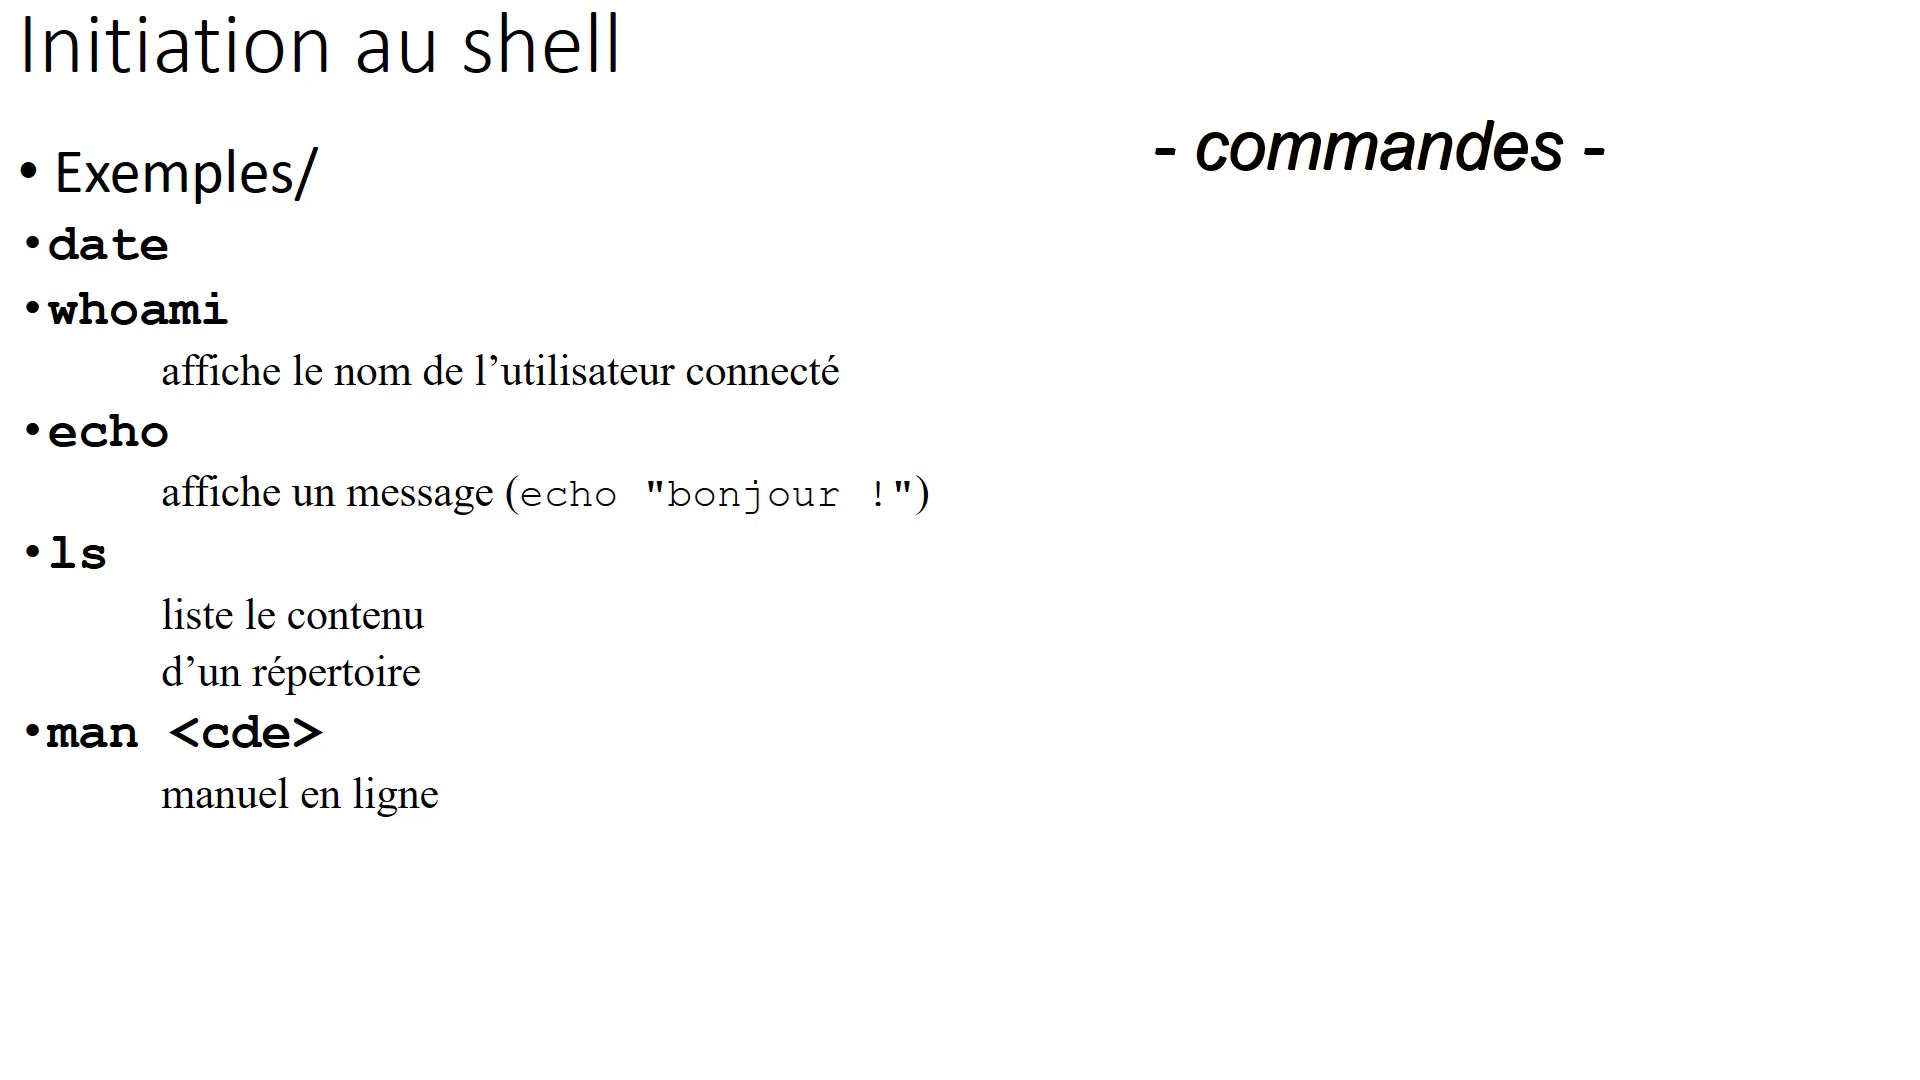 Initiation au shell
- commandes -
• Exemples/
•date
•whoami
affiche le nom de l’utilisateur connecté
•echo
affiche un message (echo "bonjour !")
•ls
liste le contenu
d’un répertoire
•man <cde>
manuel en ligne